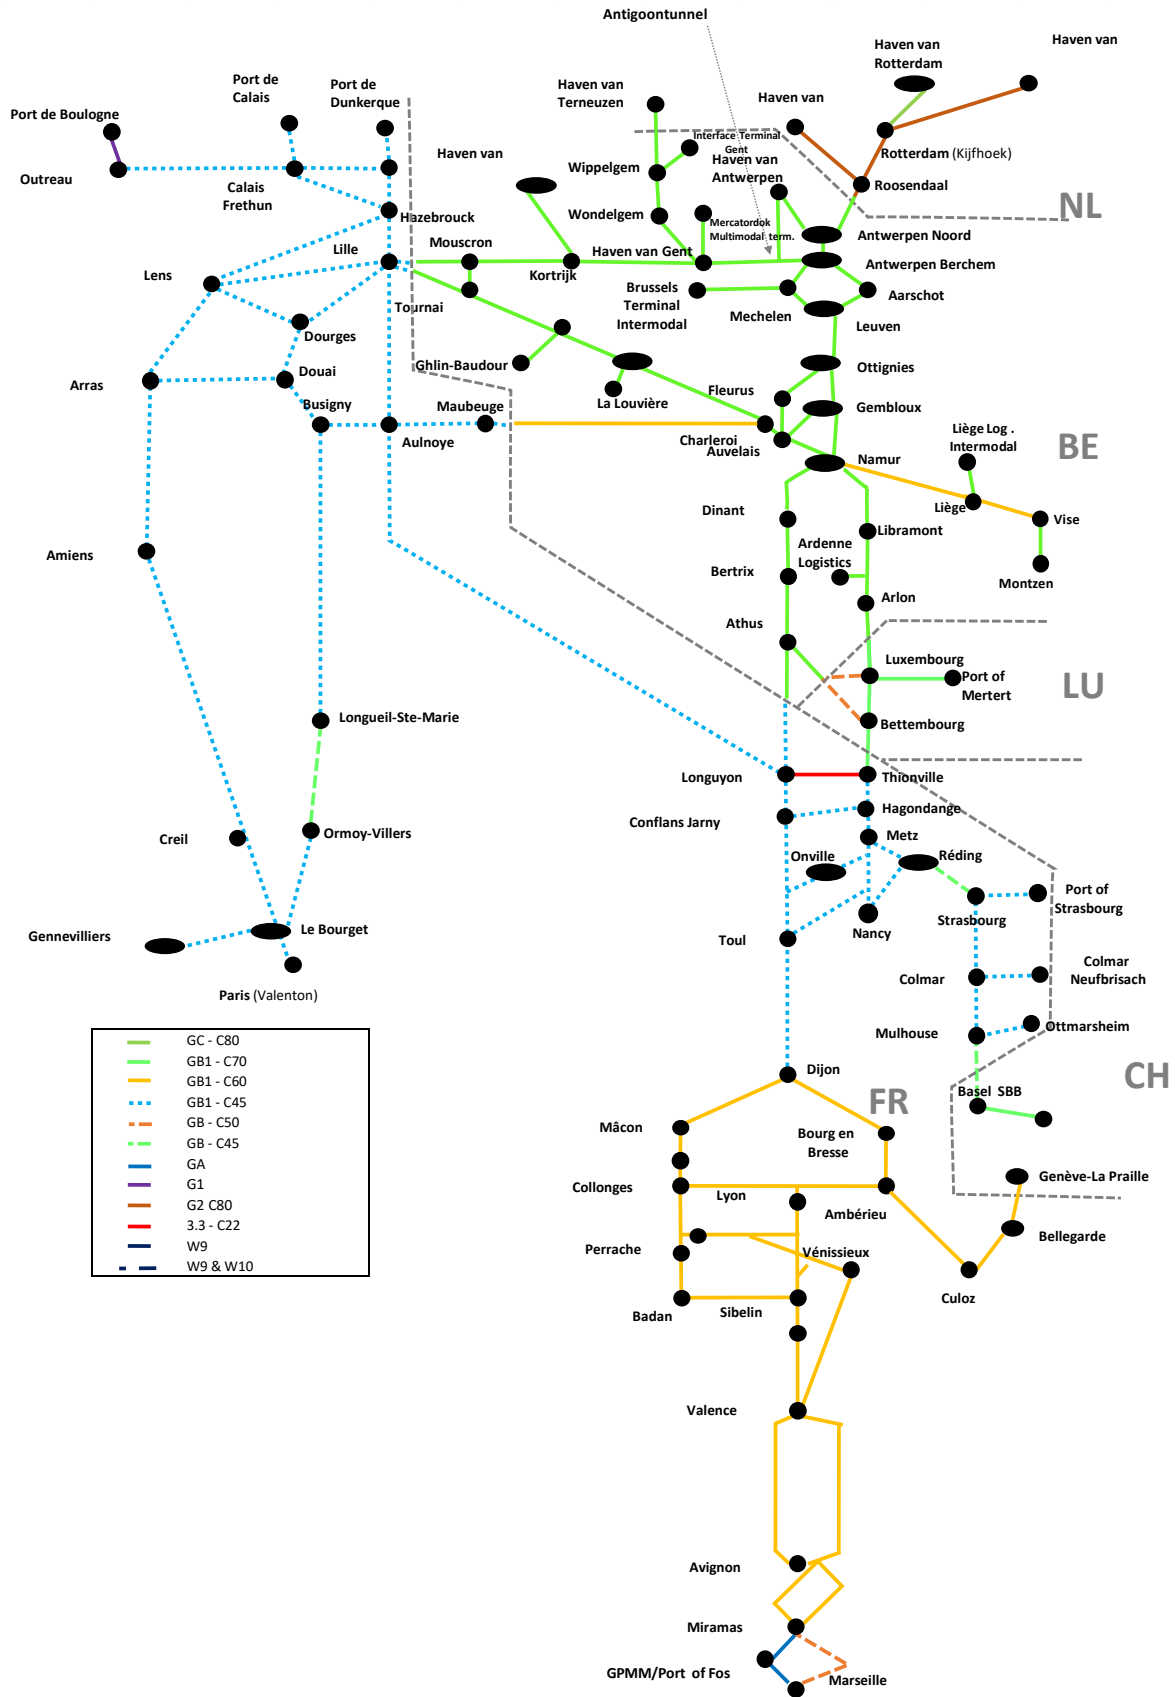 Antigoontunnel
Haven van
Rotterdam
Haven van
Port de
Calais
Port de
Dunkerque
Haven van
Terneuzen
Haven van
Port de Boulogne
Interface Terminal
Gent
Rotterdam (Kijfhoek)
Haven van
Wippelgem
Haven van
Antwerpen
Outreau
Calais
Frethun
Roosendaal
NL
Hazebrouck
Wondelgem
Mercatordok
Multimodal term.
Mouscron
Antwerpen Noord
Lille
Haven van Gent
Kortrijk
Antwerpen Berchem
Lens
Tournai
Brussels
Terminal
Intermodal
Mechelen
Aarschot
Dourges
Leuven
Ghlin-Baudour
Ottignies
Arras
Douai
La Louvière
Fleurus
Busigny
Maubeuge
Gembloux
Aulnoye
Charleroi
Auvelais
Liège Log .
Intermodal
BE
Namur
Liège
Vise
Dinant
Libramont
Amiens
Ardenne
Logistics
Bertrix
Montzen
Arlon
Athus
Luxembourg
Port of
Mertert
LU
Longueil-Ste-Marie
Bettembourg
Longuyon
Thionville
Conflans Jarny
Hagondange
Creil
Ormoy-Villers
Metz
Onville
Réding
Port of
Strasbourg
Strasbourg
Gennevilliers
Le Bourget
Toul
Nancy
Colmar
Colmar
Neufbrisach
Paris (Valenton)
Mulhouse
Ottmarsheim
GC - C80
GB1 - C70
GB1 - C60
GB1 - C45
GB - C50
GB - C45
GA
G1
G2 C80
3.3 - C22
W9
W9 & W10
Dijon
CH
FR
Basel SBB
Mâcon
Bourg en
Bresse
Collonges
Lyon
Genève-La Praille
Ambérieu
Perrache
Vénissieux
Bellegarde
Badan
Sibelin
Culoz
Valence
Avignon
Miramas
GPMM/Port of Fos
Marseille